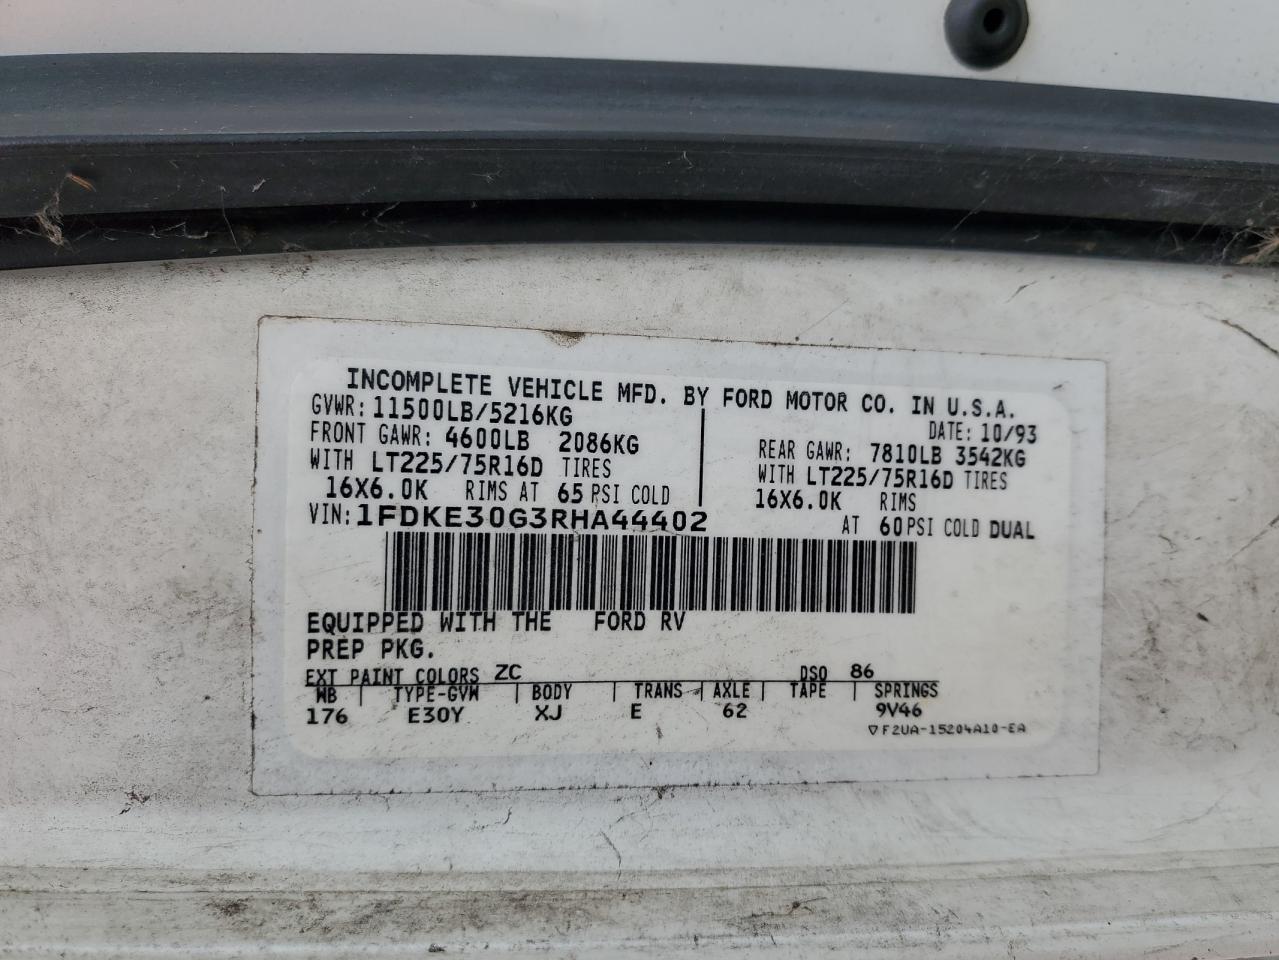 INCOMPLETE VEHICLE MFD. BY FORD MOTOR CO. IN U.S.A.
GVWR: 11500LB/5216KG
DATE: 10/93
FRONT GAWR: 4600LB 2086KG
WITH LT225/75R16D TIRES
16X6.0K RIMS AT 65 PSI COLD
REAR GAWR: 7810LB 3542KG
WITH LT225/75R16D TIRES
16X6.0K RIMS
AT 60 PSI COLD DUAL
VIN: 1FDKE30G3RHA44402
EQUIPPED WITH THE FORD RV
PREP PKG.
EXT PAINT COLORS ZC DSO 86
WB | TYPE-GVW | BODY | TRANS | AXLE | TAPE | SPRINGS
176 E30Y XJ E 62 9V46
▽F2UA-15204A10-EA